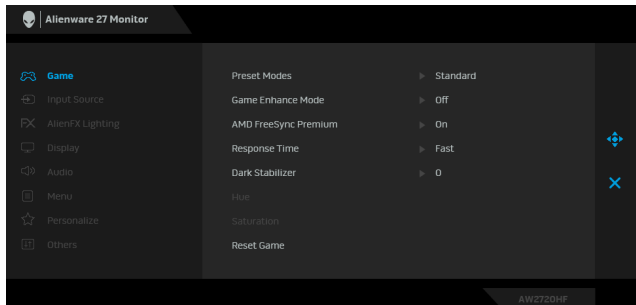 Alienware 27 Monitor
Game
Preset Modes Standard
Input Source
Game Enhance Mode Off
FX AlienFX Lighting
AMD FreeSync Premium On
Display
Response Time Fast
Audio
Dark Stabilizer 0
Menu
Hue
Personalize
Saturation
Others
Reset Game
AW2720HF